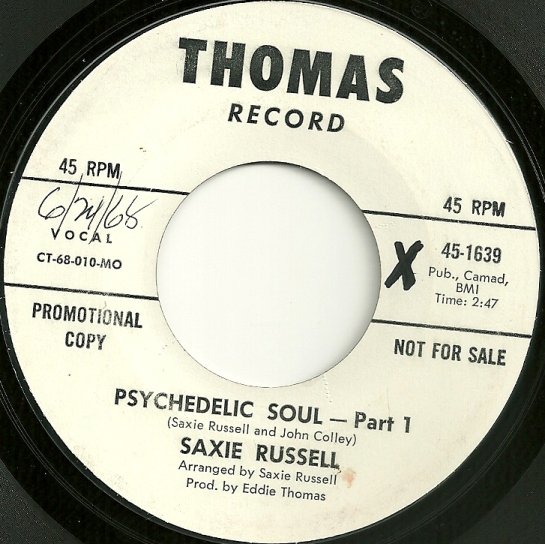 THOMAS
RECORD
45 RPM
6/24/68
VOCAL
CT-68-010-MO
PROMOTIONAL
COPY
45 RPM
X
45-1639
Pub., Camad,
BMI
Time: 2:47
NOT FOR SALE
PSYCHEDELIC SOUL — Part 1
(Saxie Russell and John Colley)
SAXIE RUSSELL
Arranged by Saxie Russell
Prod. by Eddie Thomas